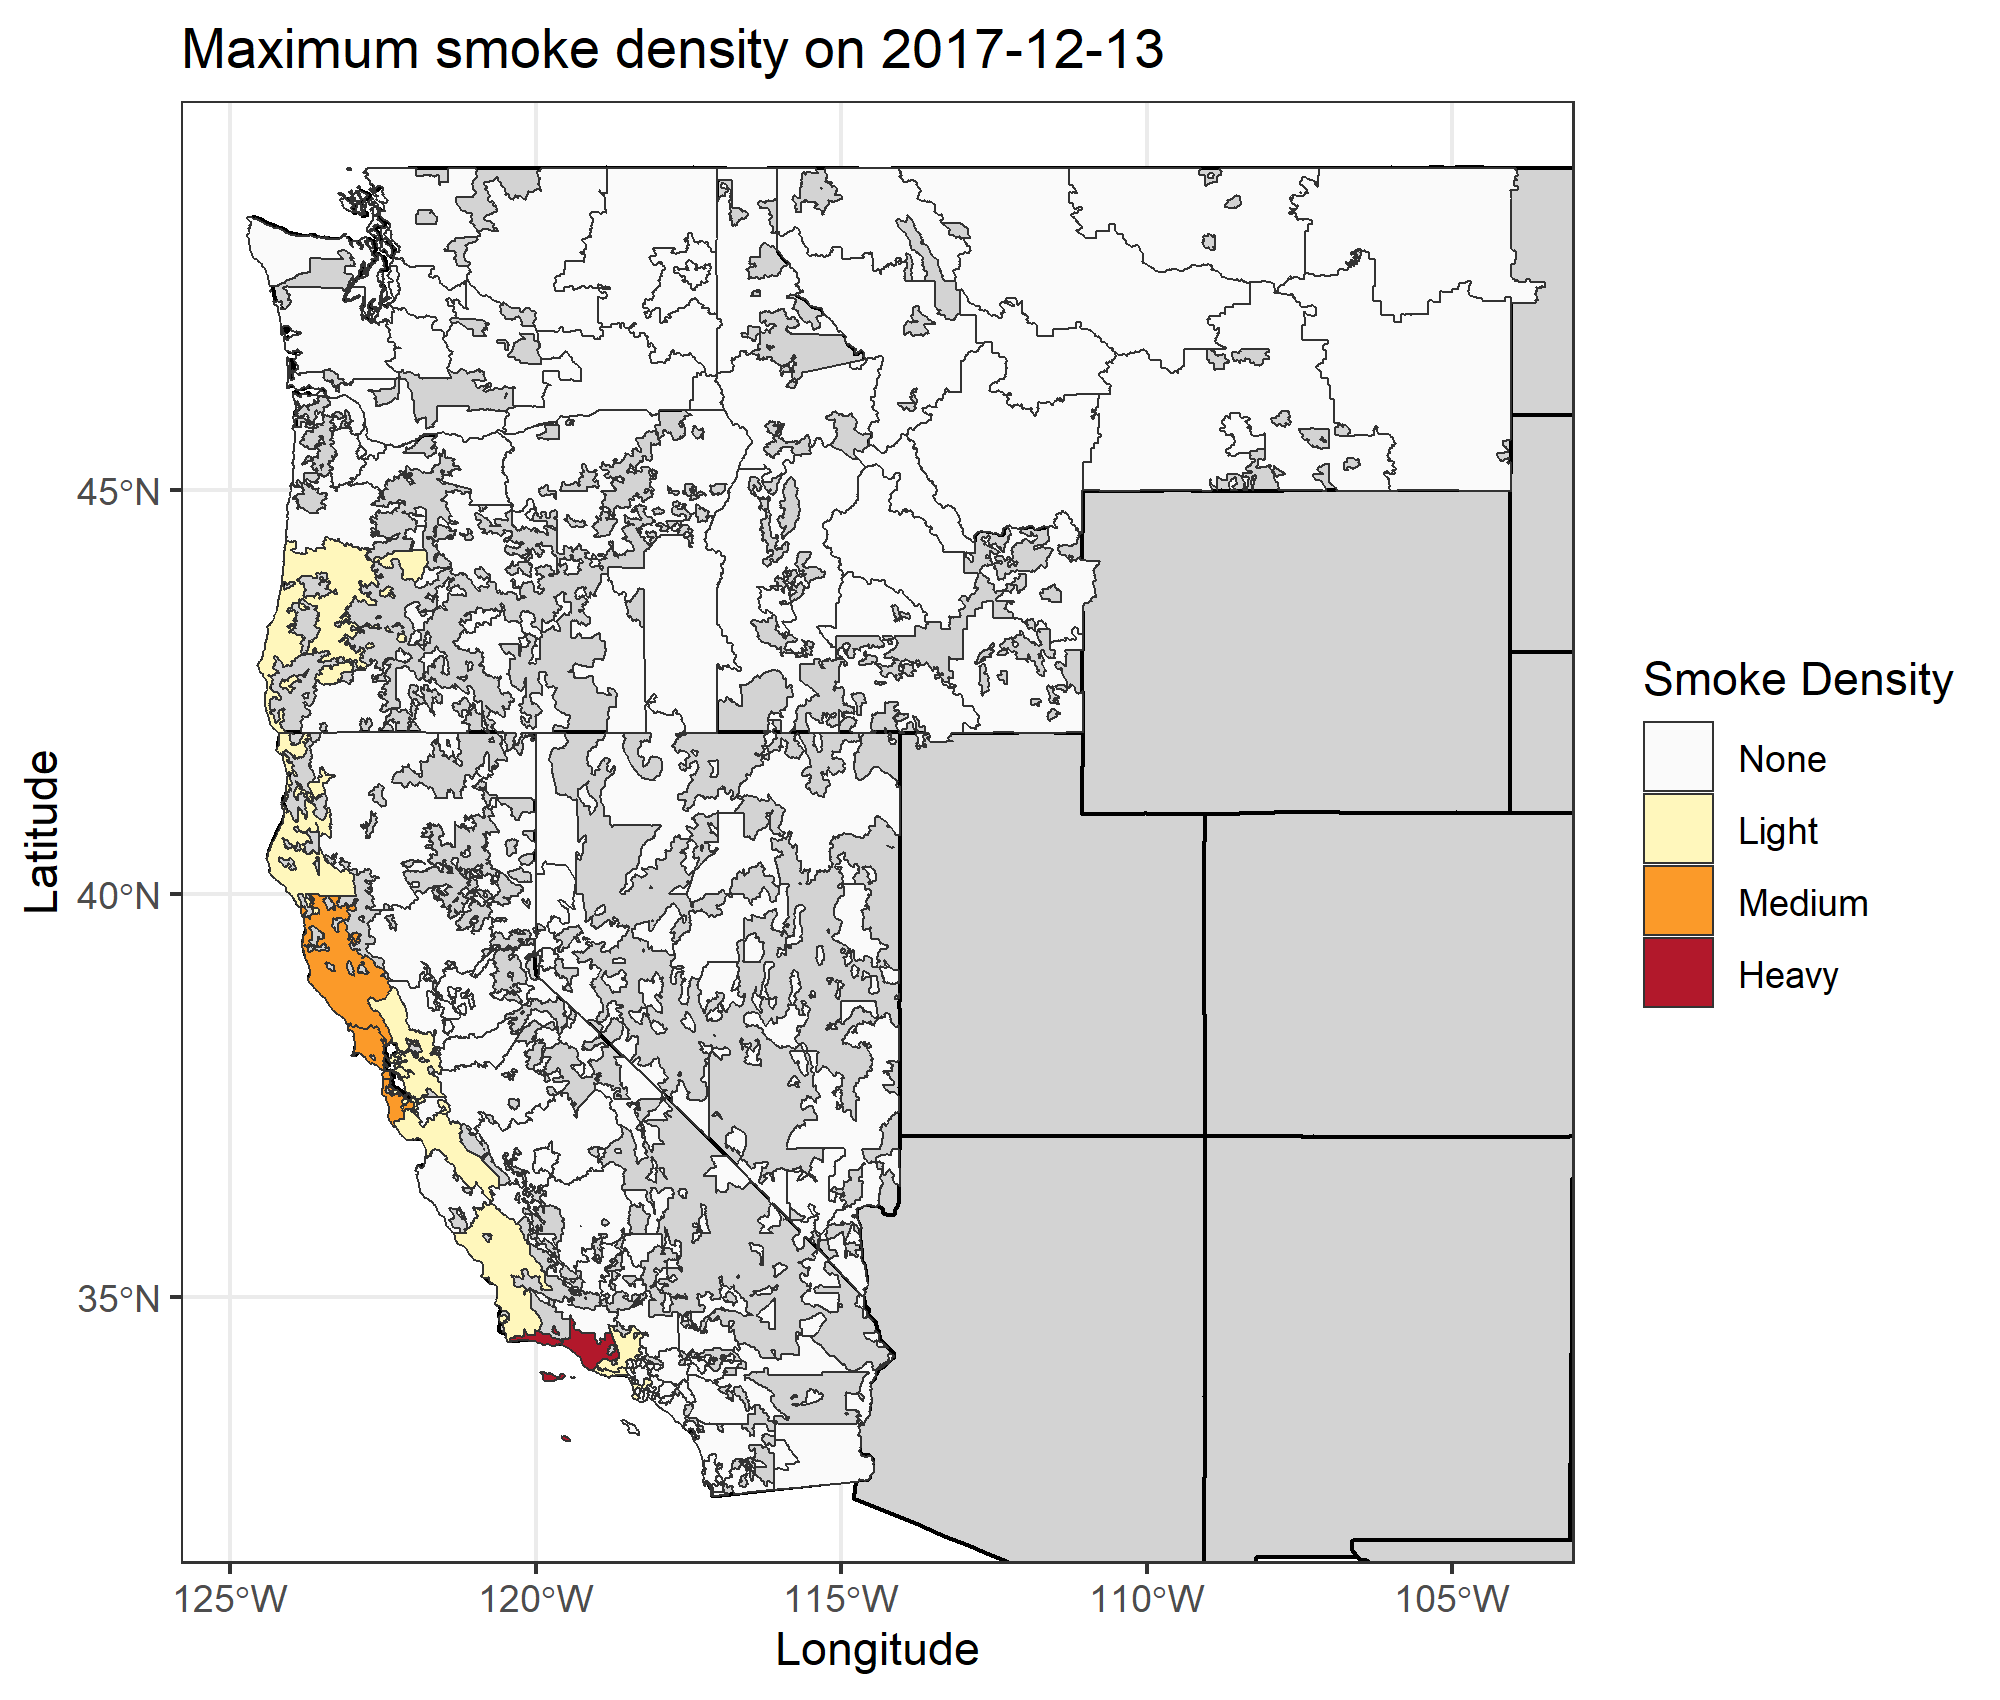 Maximum smoke density on 2017-12-13
45°N
40°N
35°N
Latitude
125°W
120°W
115°W
110°W
105°W
Longitude
Smoke Density
None
Light
Medium
Heavy